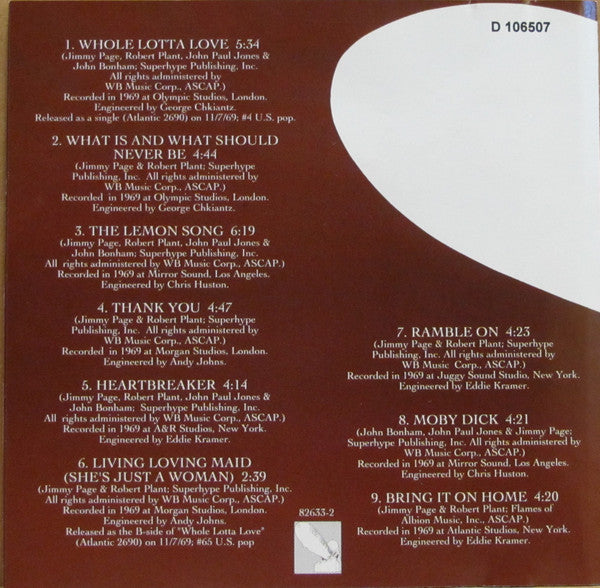 D 106507
1. WHOLE LOTTA LOVE 5:34
(Jimmy Page, Robert Plant, John Paul Jones &
John Bonham; Superhype Publishing, Inc.
All rights administered by
WB Music Corp., ASCAP.)
Recorded in 1969 at Olympic Studios, London.
Engineered by George Chkiantz.
Released as a single (Atlantic 2690) on 11/7/69; #4 U.S. pop.
2. WHAT IS AND WHAT SHOULD
NEVER BE 4:44
(Jimmy Page & Robert Plant; Superhype
Publishing, Inc. All rights administered by
WB Music Corp., ASCAP.)
Recorded in 1969 at Olympic Studios, London.
Engineered by George Chkiantz.
3. THE LEMON SONG 6:19
(Jimmy Page, Robert Plant, John Paul Jones &
John Bonham; Superhype Publishing, Inc.
All rights administered by WB Music Corp., ASCAP.)
Recorded in 1969 at Mirror Sound, Los Angeles.
Engineered by Chris Huston.
4. THANK YOU 4:47
(Jimmy Page & Robert Plant; Superhype
Publishing, Inc. All rights administered by
WB Music Corp., ASCAP.)
Recorded in 1969 at Morgan Studios, London.
Engineered by Andy Johns.
5. HEARTBREAKER 4:14
(Jimmy Page, Robert Plant, John Paul Jones &
John Bonham; Superhype Publishing, Inc.
All rights administered by WB Music Corp., ASCAP.)
Recorded in 1969 at A&R Studios, New York.
Engineered by Eddie Kramer.
6. LIVING LOVING MAID
(SHE'S JUST A WOMAN) 2:39
(Jimmy Page & Robert Plant; Superhype Publishing, Inc.
All rights administered by WB Music Corp., ASCAP.)
Recorded in 1969 at Morgan Studios, London.
Engineered by Andy Johns.
Released as the B-side of "Whole Lotta Love"
(Atlantic 2690) on 11/7/69; #65 U.S. pop
7. RAMBLE ON 4:23
(Jimmy Page & Robert Plant; Superhype
Publishing, Inc. All rights administered by
WB Music Corp., ASCAP.)
Recorded in 1969 at Juggy Sound Studio, New York.
Engineered by Eddie Kramer.
8. MOBY DICK 4:21
(John Bonham, John Paul Jones & Jimmy Page;
Superhype Publishing, Inc. All rights administered by
WB Music Corp., ASCAP.)
Recorded in 1969 at Mirror Sound, Los Angeles.
Engineered by Chris Huston.
9. BRING IT ON HOME 4:20
(Jimmy Page & Robert Plant; Flames of
Albion Music, Inc., ASCAP.)
Recorded in 1969 at Atlantic Studios, New York.
Engineered by Eddie Kramer.
82633-2